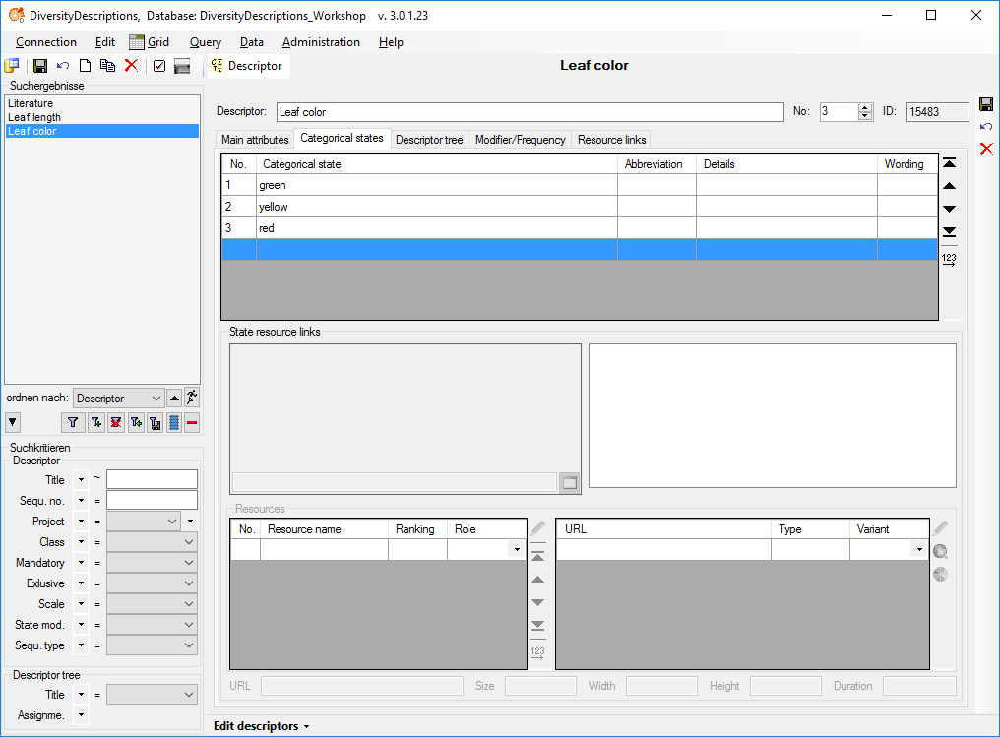 DiversityDescriptions,  Database: DiversityDescriptions_Workshop    v. 3.0.1.23
Connection Edit Grid Query Data Administration Help
Descriptor
Leaf color
Suchergebnisse
Literature
Leaf length
Leaf color
ordnen nach: Descriptor
Suchkritieren
Descriptor
Title ~
Sequ. no. =
Project =
Class =
Mandatory =
Exlusive =
Scale =
State mod. =
Sequ. type =
Descriptor tree
Title =
Assignme.
Descriptor: Leaf color No: 3 ID: 15483
Main attributes Categorical states Descriptor tree Modifier/Frequency Resource links
No. Categorical state Abbreviation Details Wording
1 green
2 yellow
3 red
123
State resource links
Resources
No. Resource name Ranking Role
123
URL Type Variant
URL Size Width Height Duration
Edit descriptors